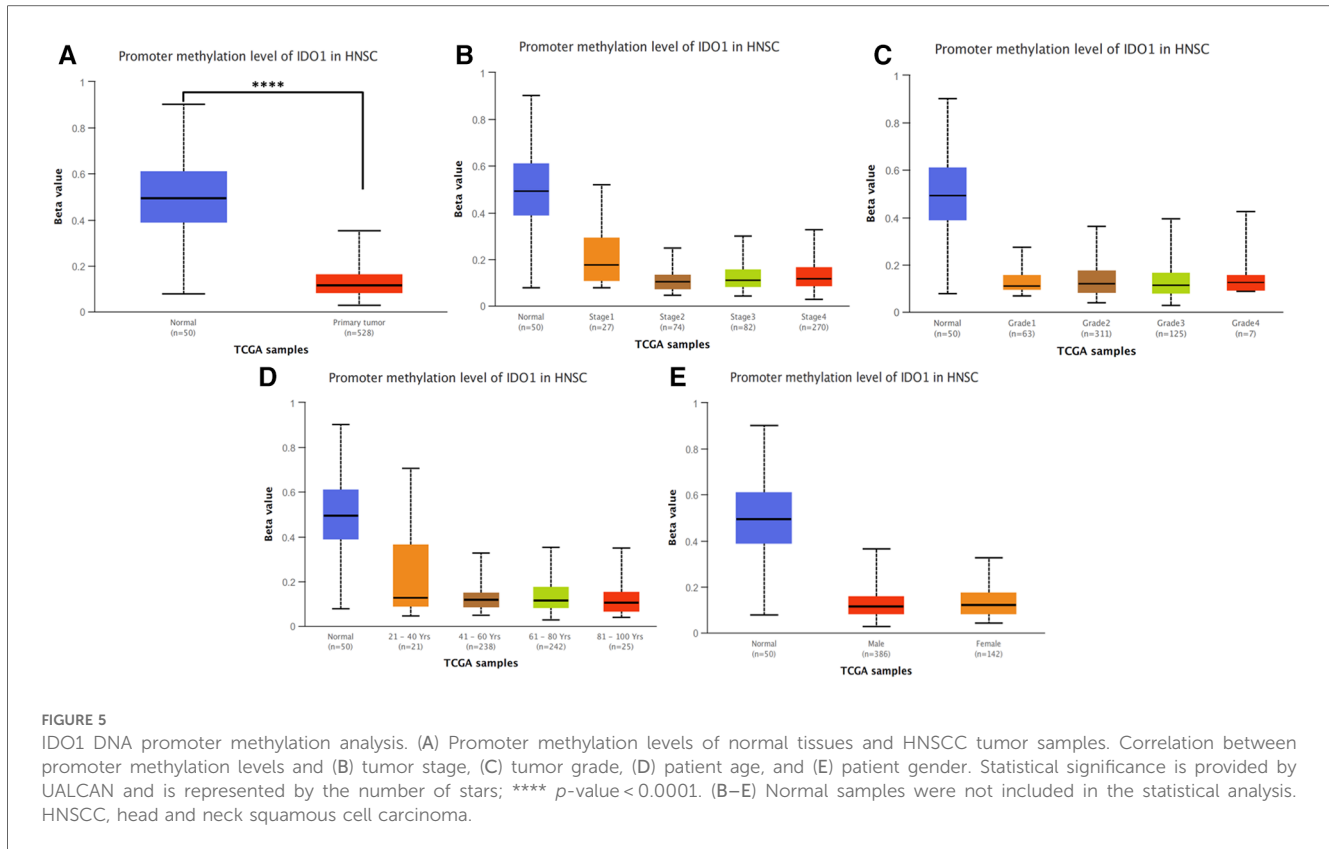 A
Promoter methylation level of IDO1 in HNSC
1
0.8
0.6
0.4
0.2
0
Beta value
****
Normal
(n=50)
Primary tumor
(n=528)
TCGA samples
B
Promoter methylation level of IDO1 in HNSC
1
0.8
0.6
0.4
0.2
0
Beta value
Normal
(n=50)
Stage1
(n=27)
Stage2
(n=74)
Stage3
(n=82)
Stage4
(n=270)
TCGA samples
C
Promoter methylation level of IDO1 in HNSC
1
0.8
0.6
0.4
0.2
0
Beta value
Normal
(n=50)
Grade1
(n=63)
Grade2
(n=311)
Grade3
(n=125)
Grade4
(n=7)
TCGA samples
D
Promoter methylation level of IDO1 in HNSC
1
0.8
0.6
0.4
0.2
0
Beta value
Normal
(n=50)
21 – 40 Yrs
(n=21)
41 – 60 Yrs
(n=238)
61 – 80 Yrs
(n=242)
81 – 100 Yrs
(n=25)
TCGA samples
E
Promoter methylation level of IDO1 in HNSC
1
0.8
0.6
0.4
0.2
0
Beta value
Normal
(n=50)
Male
(n=386)
Female
(n=142)
TCGA samples
FIGURE 5
IDO1 DNA promoter methylation analysis. (A) Promoter methylation levels of normal tissues and HNSCC tumor samples. Correlation between
promoter methylation levels and (B) tumor stage, (C) tumor grade, (D) patient age, and (E) patient gender. Statistical significance is provided by
UALCAN and is represented by the number of stars; **** p-value < 0.0001. (B–E) Normal samples were not included in the statistical analysis.
HNSCC, head and neck squamous cell carcinoma.